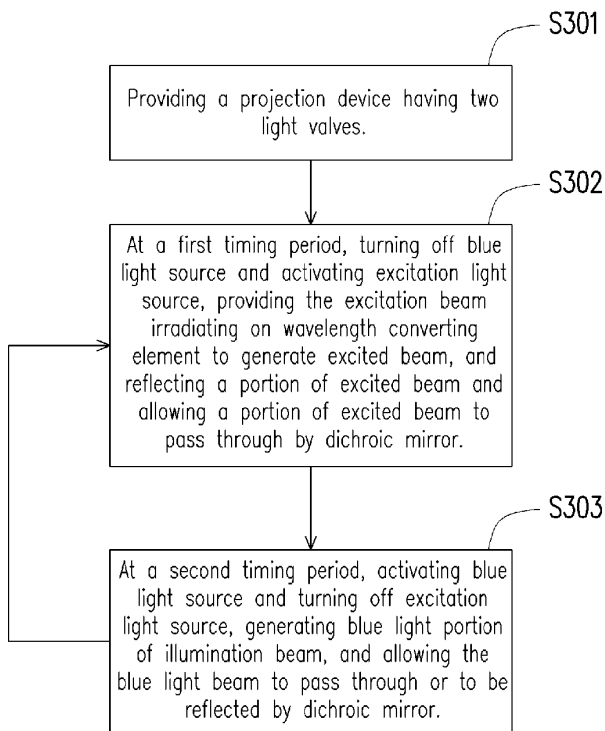 S301
Providing a projection device having two
light valves.
S302
At a first timing period, turning off blue
light source and activating excitation light
source, providing the excitation beam
irradiating on wavelength converting
element to generate excited beam, and
reflecting a portion of excited beam and
allowing a portion of excited beam to
pass through by dichroic mirror.
S303
At a second timing period, activating blue
light source and turning off excitation
light source, generating blue light portion
of illumination beam, and allowing the
blue light beam to pass through or to be
reflected by dichroic mirror.